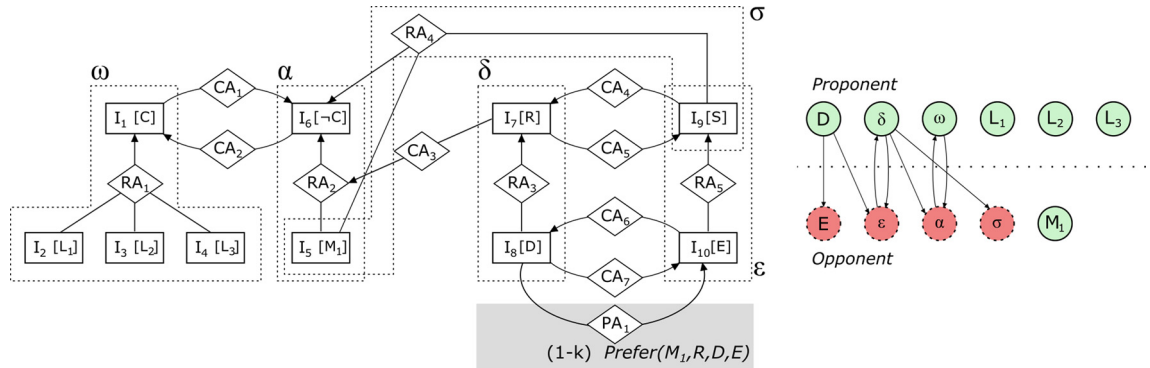 σ
RA₄
ω
CA₁
α
δ
CA₄
Proponent
I₁ [C]
I₆[¬C]
I₇[R]
I₉[S]
D
δ
ω
L₁
L₂
L₃
CA₂
CA₃
CA₅
RA₁
RA₂
RA₃
RA₅
CA₆
E
ε
α
σ
M₁
I₂ [L₁]
I₃ [L₂]
I₄ [L₃]
I₅ [M₁]
I₈[D]
I₁₀[E]
Opponent
CA₇
ε
PA₁
(1-k) Prefer(M₁,R,D,E)